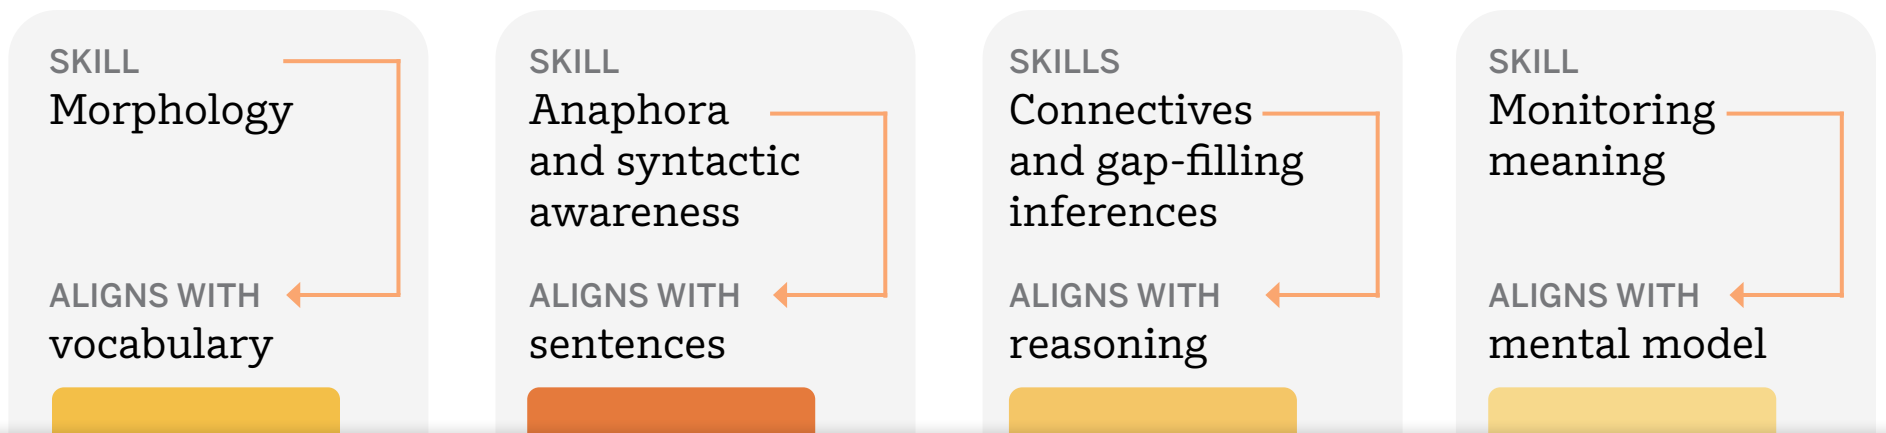 SKILL
Morphology
ALIGNS WITH
vocabulary
SKILL
Anaphora
and syntactic
awareness
ALIGNS WITH
sentences
SKILLS
Connectives
and gap-filling
inferences
ALIGNS WITH
reasoning
SKILL
Monitoring
meaning
ALIGNS WITH
mental model